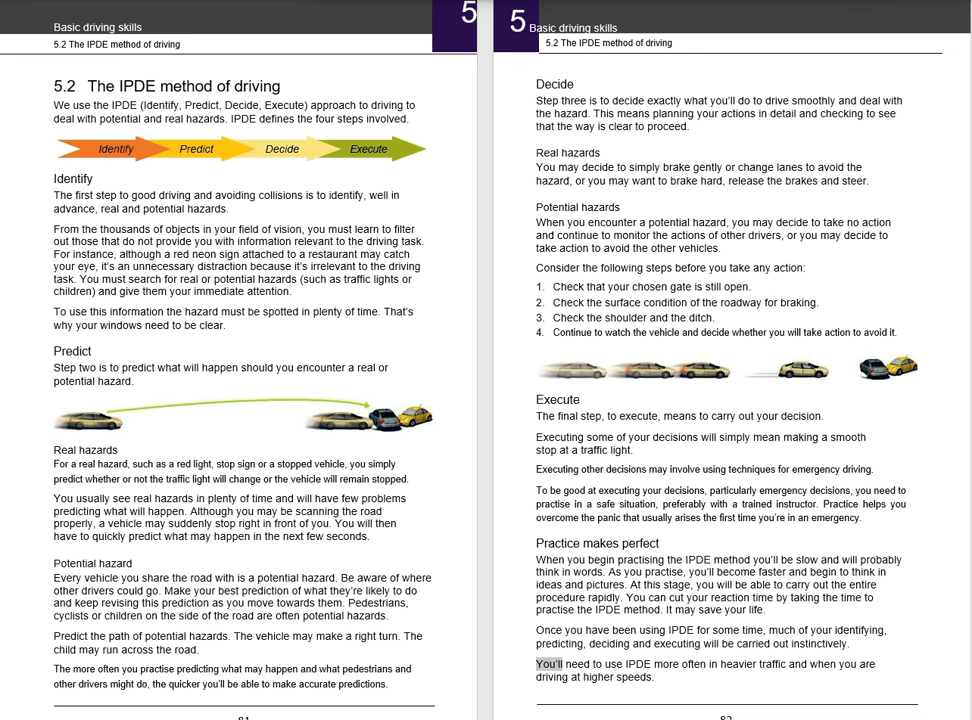 5
Basic driving skills
5.2 The IPDE method of driving
5.2 The IPDE method of driving
We use the IPDE (Identify, Predict, Decide, Execute) approach to driving to
deal with potential and real hazards. IPDE defines the four steps involved.
Identify Predict Decide Execute
Identify
The first step to good driving and avoiding collisions is to identify, well in
advance, real and potential hazards.
From the thousands of objects in your field of vision, you must learn to filter
out those that do not provide you with information relevant to the driving task.
For instance, although a red neon sign attached to a restaurant may catch
your eye, it's an unnecessary distraction because it's irrelevant to the driving
task. You must search for real or potential hazards (such as traffic lights or
children) and give them your immediate attention.
To use this information the hazard must be spotted in plenty of time. That's
why your windows need to be clear.
Predict
Step two is to predict what will happen should you encounter a real or
potential hazard.
Real hazards
For a real hazard, such as a red light, stop sign or a stopped vehicle, you simply
predict whether or not the traffic light will change or the vehicle will remain stopped.
You usually see real hazards in plenty of time and will have few problems
predicting what will happen. Although you may be scanning the road
properly, a vehicle may suddenly stop right in front of you. You will then
have to quickly predict what may happen in the next few seconds.
Potential hazard
Every vehicle you share the road with is a potential hazard. Be aware of where
other drivers could go. Make your best prediction of what they're likely to do
and keep revising this prediction as you move towards them. Pedestrians,
cyclists or children on the side of the road are often potential hazards.
Predict the path of potential hazards. The vehicle may make a right turn. The
child may run across the road.
The more often you practise predicting what may happen and what pedestrians and
other drivers might do, the quicker you'll be able to make accurate predictions.
81
5 Basic driving skills
5.2 The IPDE method of driving
Decide
Step three is to decide exactly what you'll do to drive smoothly and deal with
the hazard. This means planning your actions in detail and checking to see
that the way is clear to proceed.
Real hazards
You may decide to simply brake gently or change lanes to avoid the
hazard, or you may want to brake hard, release the brakes and steer.
Potential hazards
When you encounter a potential hazard, you may decide to take no action
and continue to monitor the actions of other drivers, or you may decide to
take action to avoid the other vehicles.
Consider the following steps before you take any action:
1. Check that your chosen gate is still open.
2. Check the surface condition of the roadway for braking.
3. Check the shoulder and the ditch.
4. Continue to watch the vehicle and decide whether you will take action to avoid it.
Execute
The final step, to execute, means to carry out your decision.
Executing some of your decisions will simply mean making a smooth
stop at a traffic light.
Executing other decisions may involve using techniques for emergency driving.
To be good at executing your decisions, particularly emergency decisions, you need to
practise in a safe situation, preferably with a trained instructor. Practice helps you
overcome the panic that usually arises the first time you're in an emergency.
Practice makes perfect
When you begin practising the IPDE method you'll be slow and will probably
think in words. As you practise, you'll become faster and begin to think in
ideas and pictures. At this stage, you will be able to carry out the entire
procedure rapidly. You can cut your reaction time by taking the time to
practise the IPDE method. It may save your life.
Once you have been using IPDE for some time, much of your identifying,
predicting, deciding and executing will be carried out instinctively.
You'll need to use IPDE more often in heavier traffic and when you are
driving at higher speeds.
82